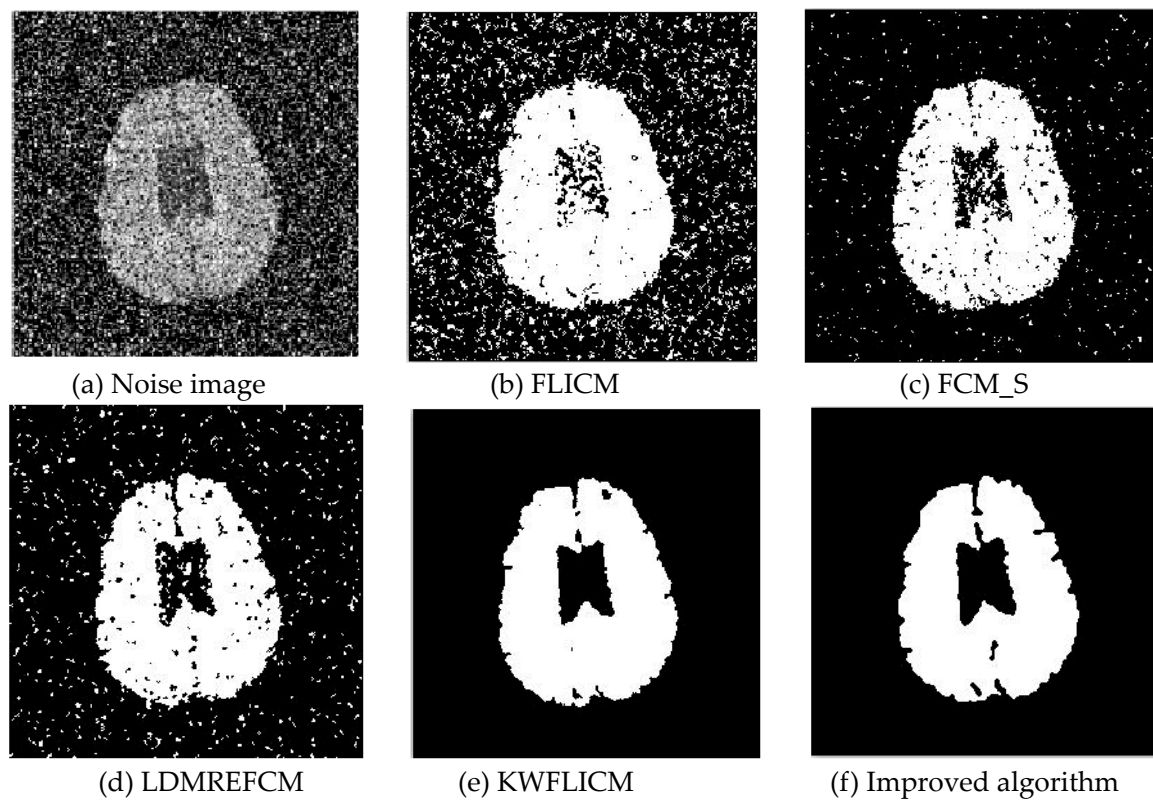 (a) Noise image
(b) FLICM
(c) FCM_S
(d) LDMREFCM
(e) KWFLICM
(f) Improved algorithm